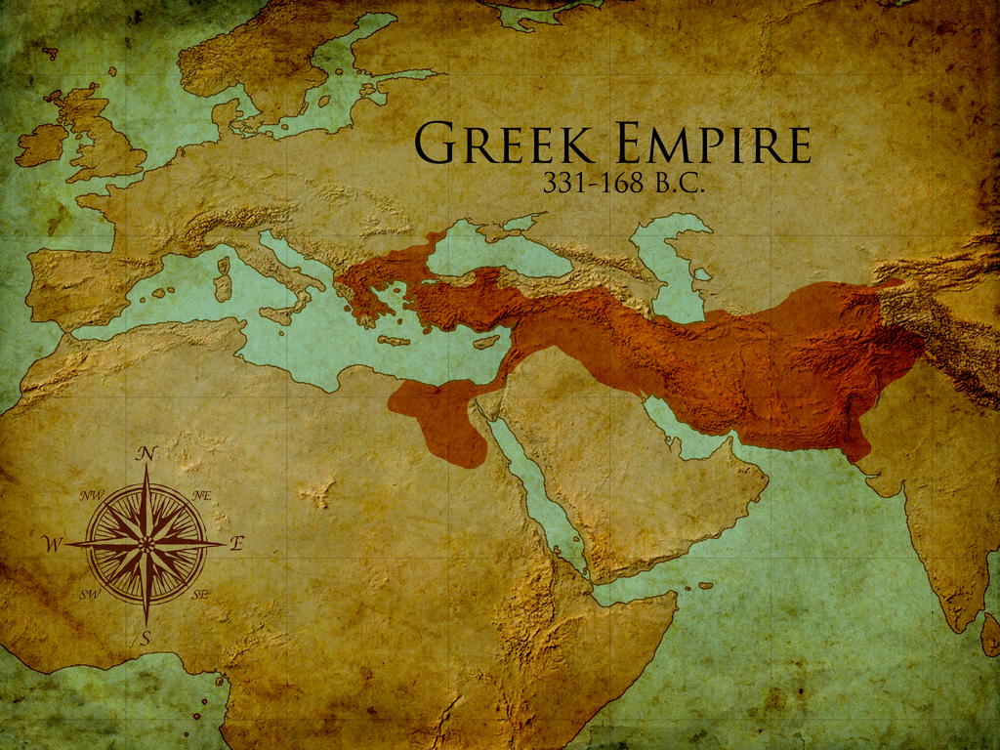 Greek Empire
331-168 B.C.
N
NW NE
W E
SW SE
S